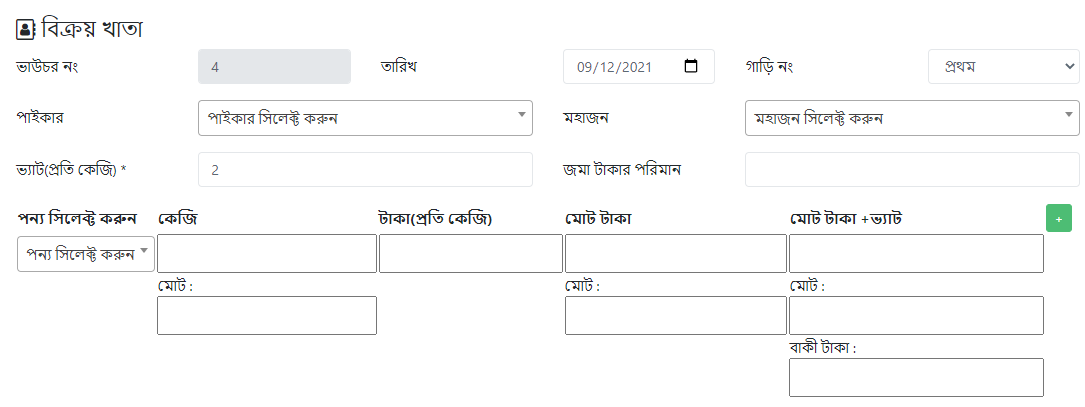 বিক্রয় খাতা
ভাউচর নং 4 তারিখ 09/12/2021 গাড়ি নং প্রথম
পাইকার পাইকার সিলেক্ট করুন মহাজন মহাজন সিলেক্ট করুন
ভ্যাট(প্রতি কেজি) * 2 জমা টাকার পরিমান
পন্য সিলেক্ট করুন কেজি টাকা(প্রতি কেজি) মোট টাকা মোট টাকা +ভ্যাট +
পন্য সিলেক্ট করুন
মোট : মোট : মোট :
বাকী টাকা :